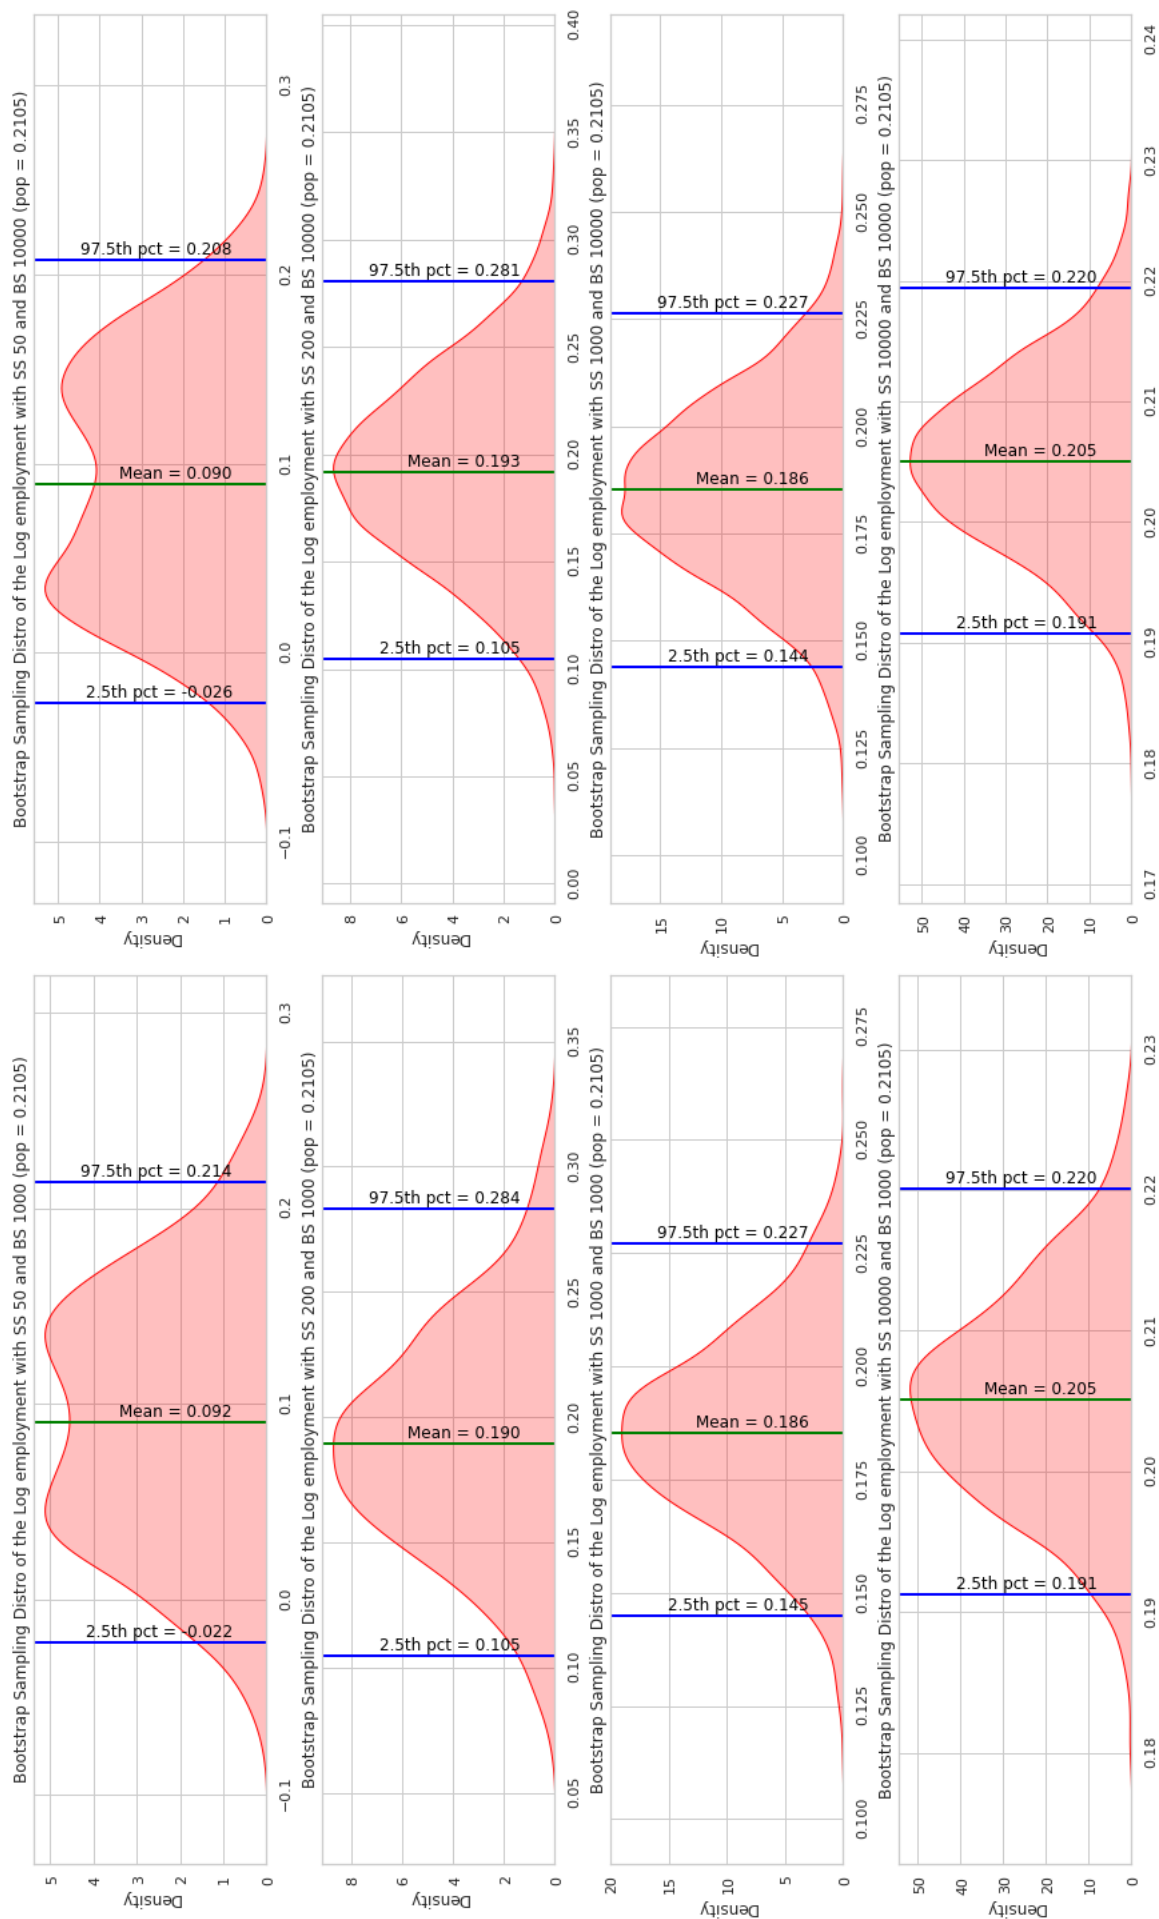 Bootstrap Sampling Distro of the Log employment with SS 50 and BS 1000 (pop = 0.2105)
5
4
3
2
1
0
Density
2.5th pct = -0.022
Mean = 0.092
97.5th pct = 0.214
−0.1 0.0 0.1 0.2 0.3
Bootstrap Sampling Distro of the Log employment with SS 50 and BS 10000 (pop = 0.2105)
5
4
3
2
1
0
Density
2.5th pct = -0.026
Mean = 0.090
97.5th pct = 0.208
−0.1 0.0 0.1 0.2 0.3
Bootstrap Sampling Distro of the Log employment with SS 200 and BS 1000 (pop = 0.2105)
8
6
4
2
0
Density
2.5th pct = 0.105
Mean = 0.190
97.5th pct = 0.284
0.05 0.10 0.15 0.20 0.25 0.30 0.35
Bootstrap Sampling Distro of the Log employment with SS 200 and BS 10000 (pop = 0.2105)
8
6
4
2
0
Density
2.5th pct = 0.105
Mean = 0.193
97.5th pct = 0.281
0.00 0.05 0.10 0.15 0.20 0.25 0.30 0.35 0.40
Bootstrap Sampling Distro of the Log employment with SS 1000 and BS 1000 (pop = 0.2105)
20
15
10
5
0
Density
2.5th pct = 0.145
Mean = 0.186
97.5th pct = 0.227
0.100 0.125 0.150 0.175 0.200 0.225 0.250 0.275
Bootstrap Sampling Distro of the Log employment with SS 1000 and BS 10000 (pop = 0.2105)
15
10
5
0
Density
2.5th pct = 0.144
Mean = 0.186
97.5th pct = 0.227
0.100 0.125 0.150 0.175 0.200 0.225 0.250 0.275
Bootstrap Sampling Distro of the Log employment with SS 10000 and BS 1000 (pop = 0.2105)
50
40
30
20
10
0
Density
2.5th pct = 0.191
Mean = 0.205
97.5th pct = 0.220
0.18 0.19 0.20 0.21 0.22 0.23
Bootstrap Sampling Distro of the Log employment with SS 10000 and BS 10000 (pop = 0.2105)
50
40
30
20
10
0
Density
2.5th pct = 0.191
Mean = 0.205
97.5th pct = 0.220
0.17 0.18 0.19 0.20 0.21 0.22 0.23 0.24